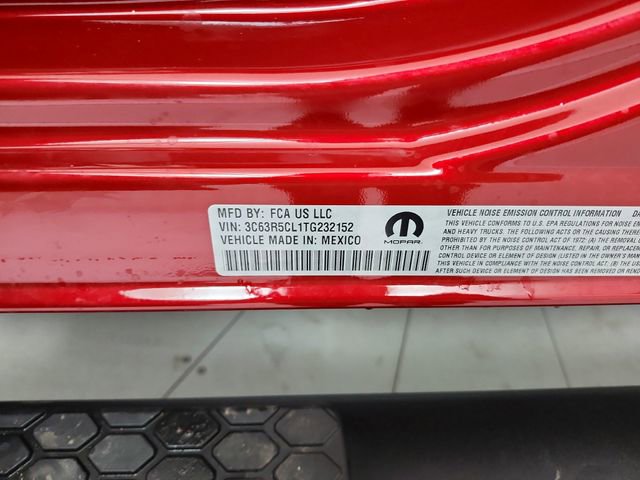 MFD BY: FCA US LLC
VIN: 3C63R5CL1TG232152
VEHICLE MADE IN: MEXICO
MOPAR
VEHICLE NOISE EMISSION CONTROL INFORMATION
THIS VEHICLE CONFORMS TO U.S. EPA REGULATIONS FOR NOISE
AND HEAVY TRUCKS. THE FOLLOWING ACTS OR THE CAUSING THEREOF
PROHIBITED BY THE NOISE CONTROL ACT OF 1972: (A) THE REMOVAL
OTHER THAN FOR PURPOSES OF MAINTENANCE, REPAIR, OR REPLACE
CONTROL DEVICE OR ELEMENT OF DESIGN (LISTED IN THE OWNER'S MAN
THIS VEHICLE IN COMPLIANCE WITH THE NOISE CONTROL ACT; (B) THE USE
AFTER SUCH DEVICE OR ELEMENT OF DESIGN HAS BEEN REMOVED OR REN